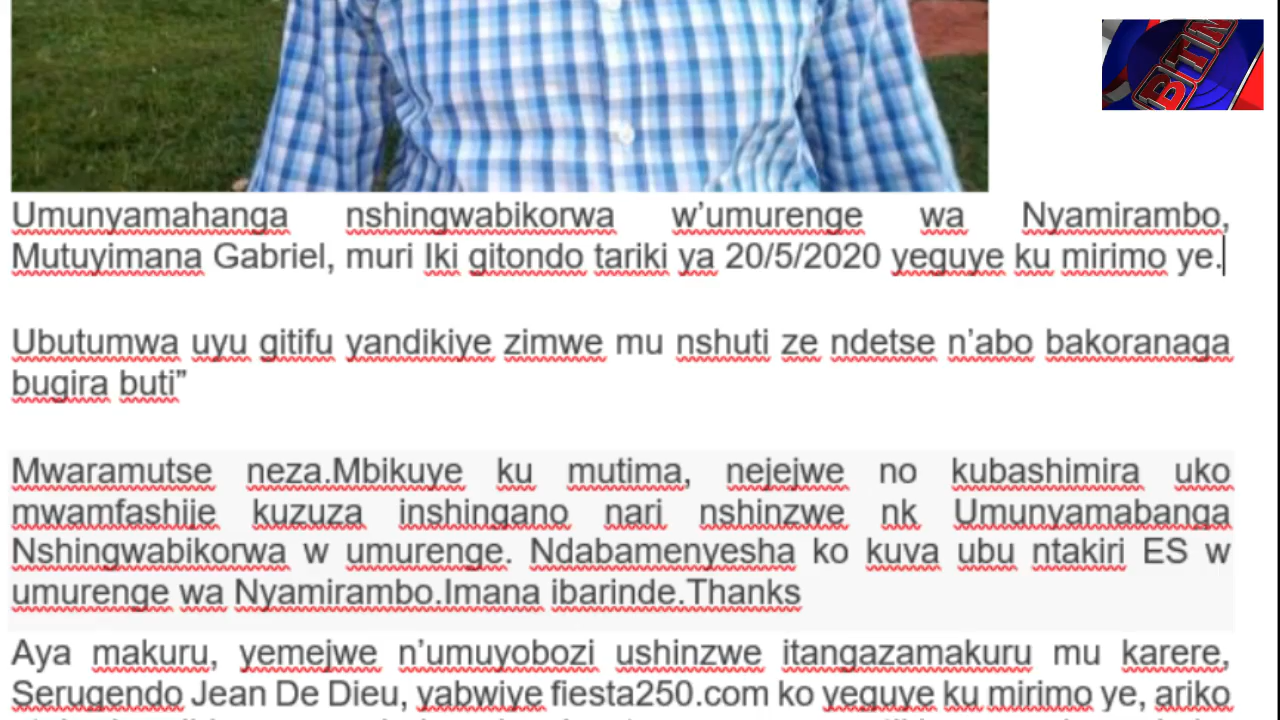 BTN
Umunyamahanga nshingwabikorwa w’umurenge wa Nyamirambo,
Mutuyimana Gabriel, muri Iki gitondo tariki ya 20/5/2020 yeguye ku mirimo ye.
Ubutumwa uyu gitifu yandikiye zimwe mu nshuti ze ndetse n’abo bakoranaga
bugira buti”
Mwaramutse neza.Mbikuye ku mutima, nejejwe no kubashimira uko
mwamfashije kuzuza inshingano nari nshinzwe nk Umunyamabanga
Nshingwabikorwa w umurenge. Ndabamenyesha ko kuva ubu ntakiri ES w
umurenge wa Nyamirambo.Imana ibarinde.Thanks
Aya makuru, yemejwe n’umuyobozi ushinzwe itangazamakuru mu karere,
Serugendo Jean De Dieu, yabwiye fiesta250.com ko yeguye ku mirimo ye, ariko